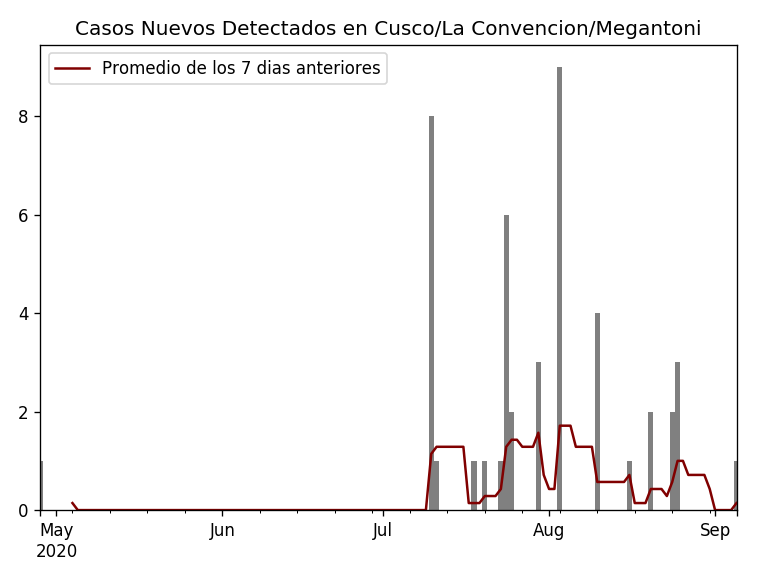 Casos Nuevos Detectados en Cusco/La Convencion/Megantoni
Promedio de los 7 dias anteriores
8
6
4
2
0
May Jun Jul Aug Sep
2020